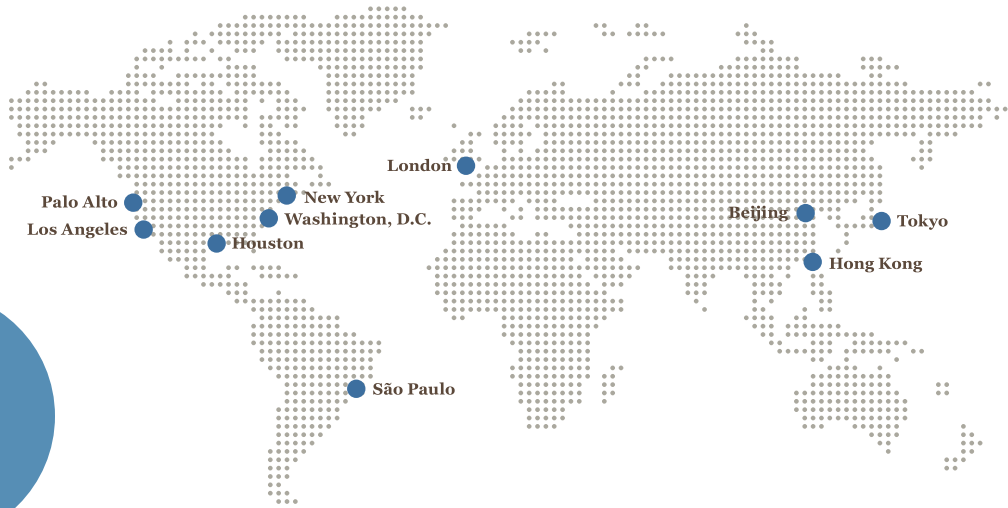 London
Palo Alto
New York
Beijing
Washington, D.C.
Tokyo
Los Angeles
Houston
Hong Kong
São Paulo